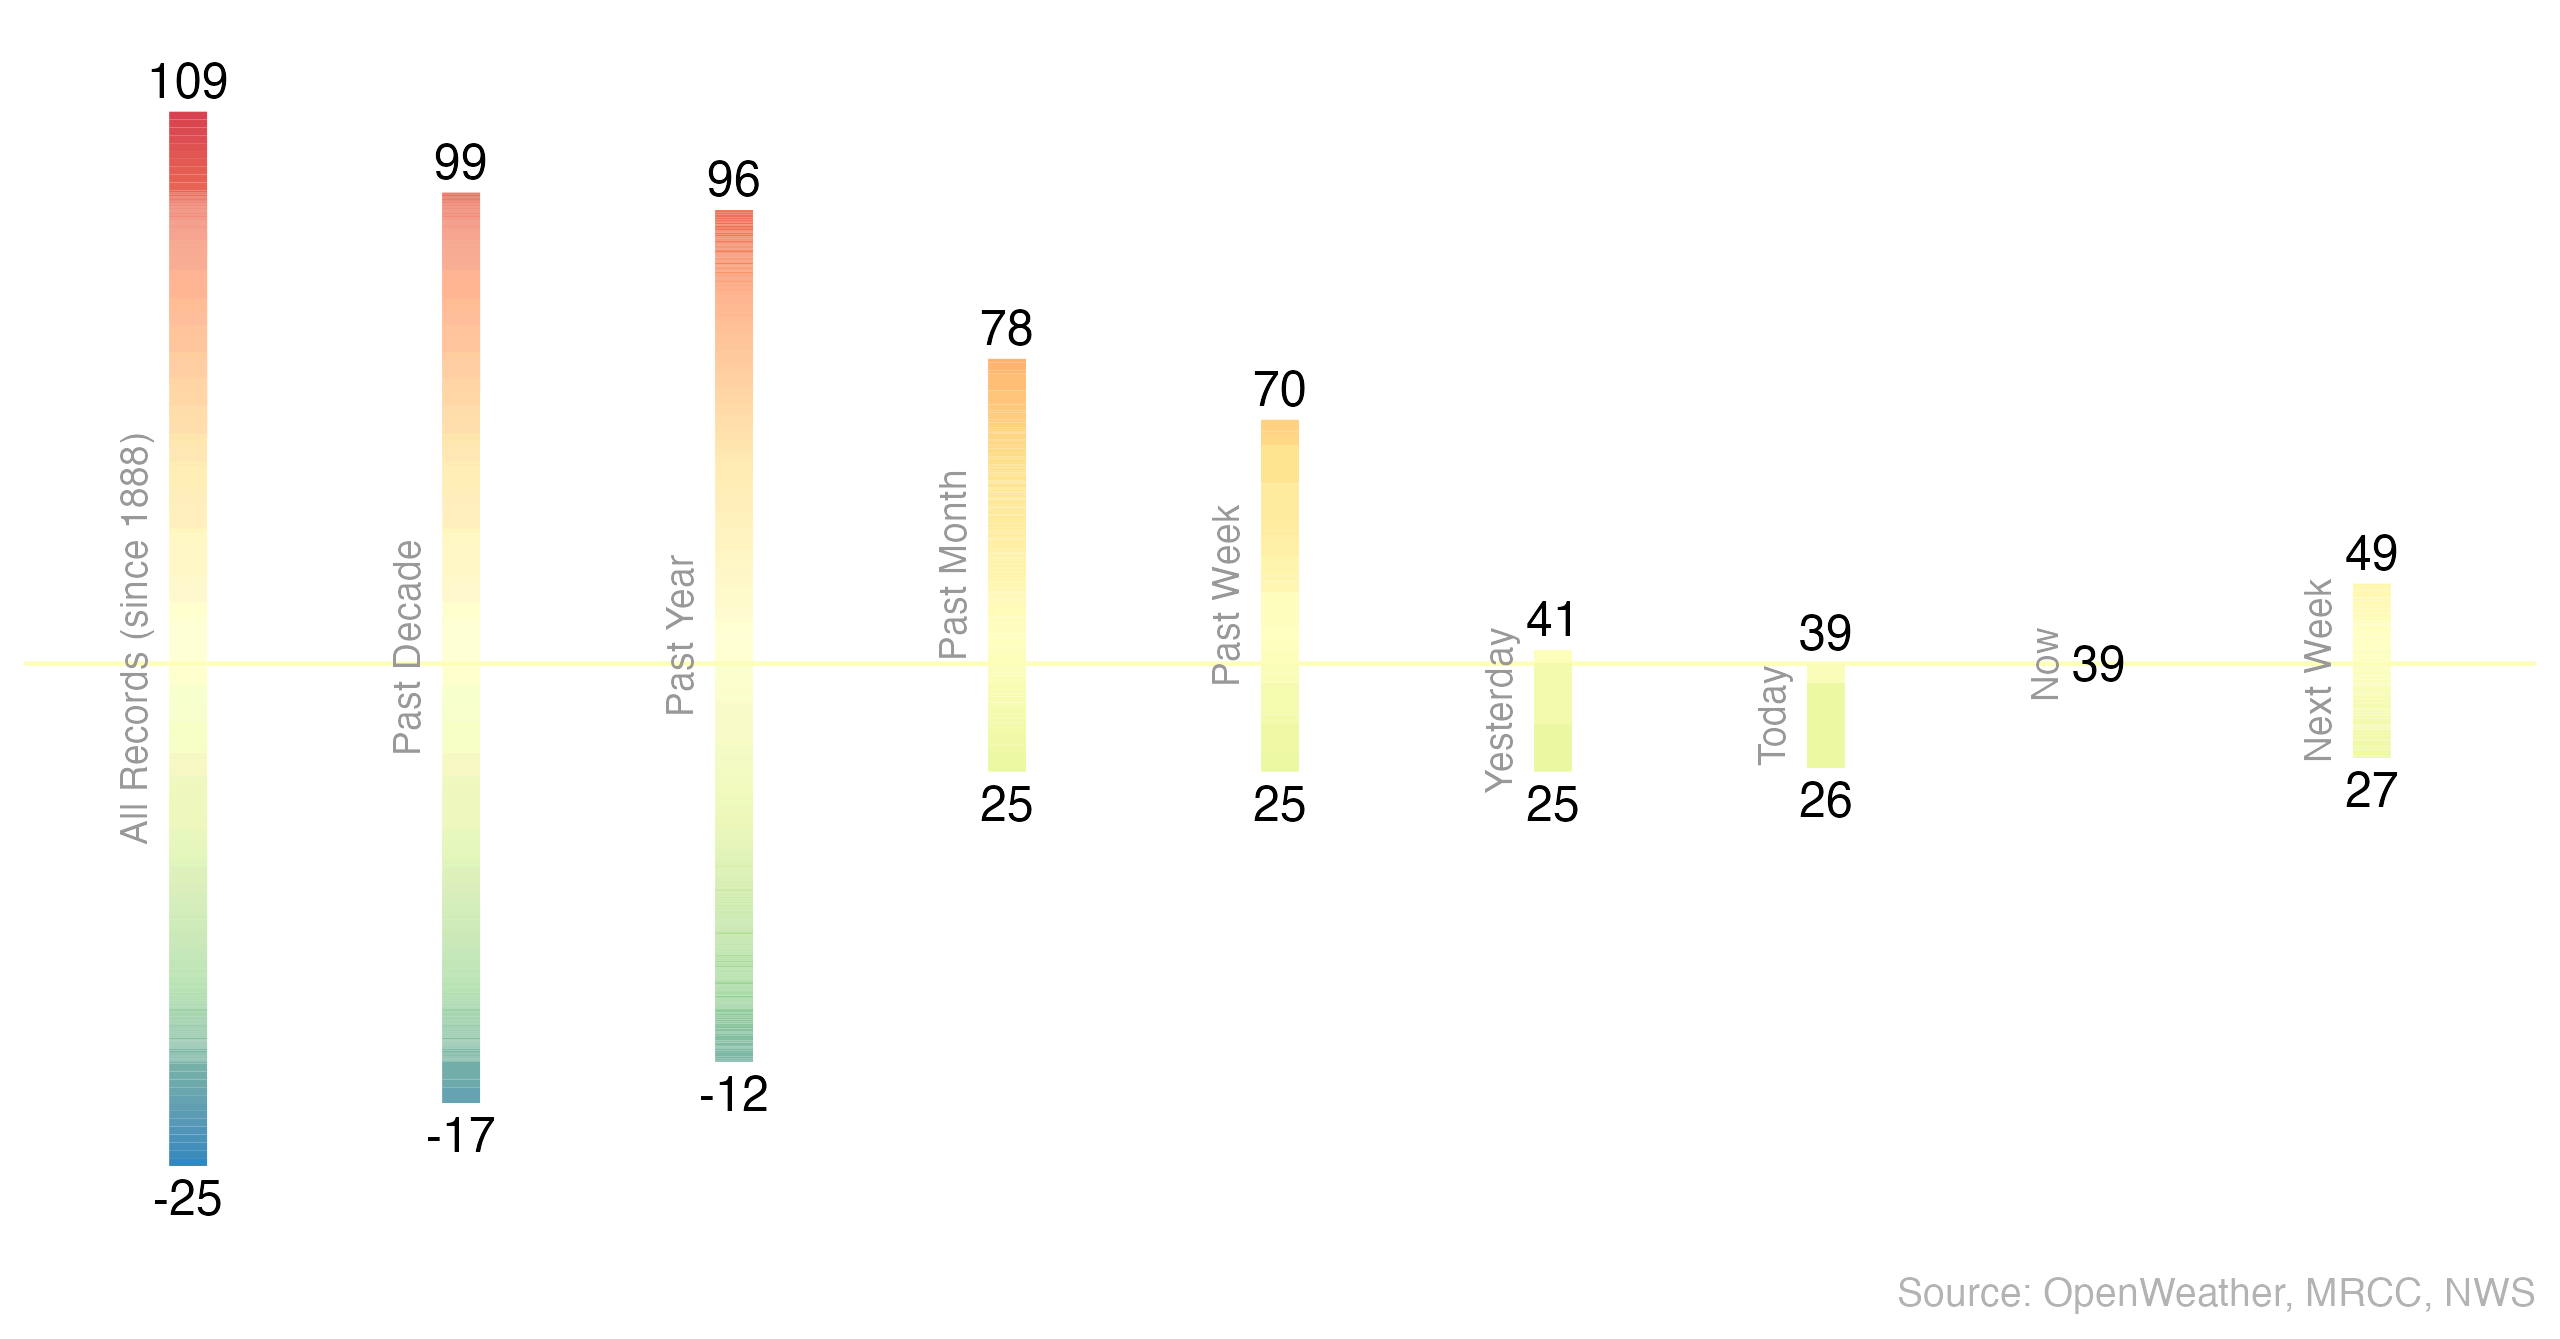 109
All Records (since 1888)
-25
99
Past Decade
-17
96
Past Year
-12
78
Past Month
25
70
Past Week
25
41
Yesterday
25
39
Today
26
Now
39
49
Next Week
27
Source: OpenWeather, MRCC, NWS